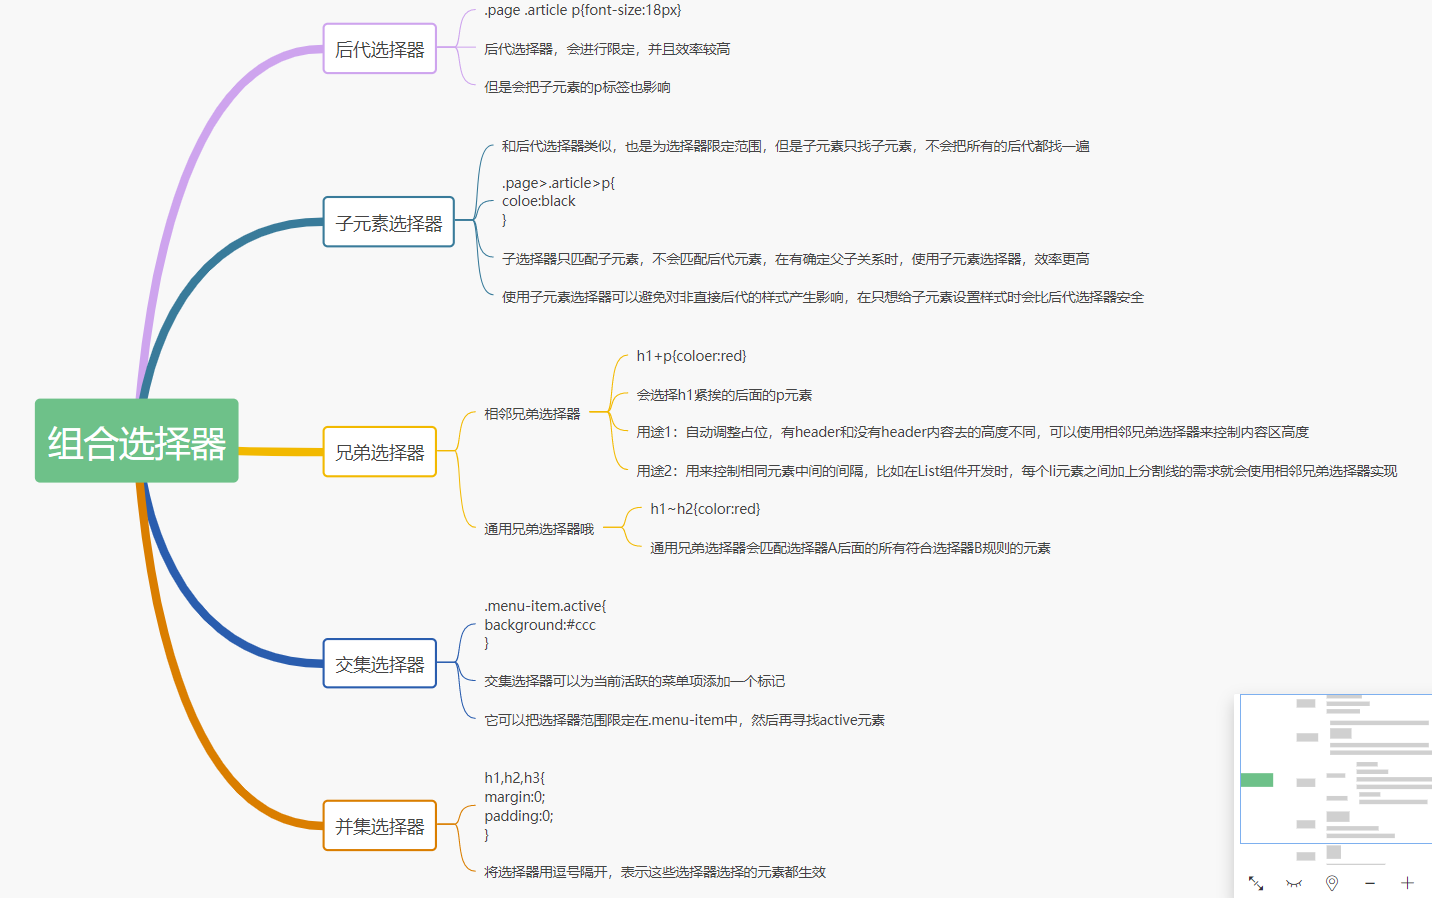 .page .article p{font-size:18px}
后代选择器
后代选择器，会进行限定，并且效率较高
但是会把子元素的p标签也影响
和后代选择器类似，也是为选择器限定范围，但是子元素只找子元素，不会把所有的后代都找一遍
.page>.article>p{
coloe:black
}
子元素选择器
子选择器只匹配子元素，不会匹配后代元素，在有确定父子关系时，使用子元素选择器，效率更高
使用子元素选择器可以避免对非直接后代的样式产生影响，在只想给子元素设置样式时会比后代选择器安全
组合选择器
兄弟选择器
相邻兄弟选择器
h1+p{coloer:red}
会选择h1紧挨的后面的p元素
用途1：自动调整占位，有header和没有header内容去的高度不同，可以使用相邻兄弟选择器来控制内容区高度
用途2：用来控制相同元素中间的间隔，比如在List组件开发时，每个li元素之间加上分割线的需求就会使用相邻兄弟选择器实现
通用兄弟选择器哦
h1~h2{color:red}
通用兄弟选择器会匹配选择器A后面的所有符合选择器B规则的元素
.menu-item.active{
background:#ccc
}
交集选择器
交集选择器可以为当前活跃的菜单项添加一个标记
它可以把选择器范围限定在.menu-item中，然后再寻找active元素
h1,h2,h3{
margin:0;
padding:0;
}
并集选择器
将选择器用逗号隔开，表示这些选择器选择的元素都生效